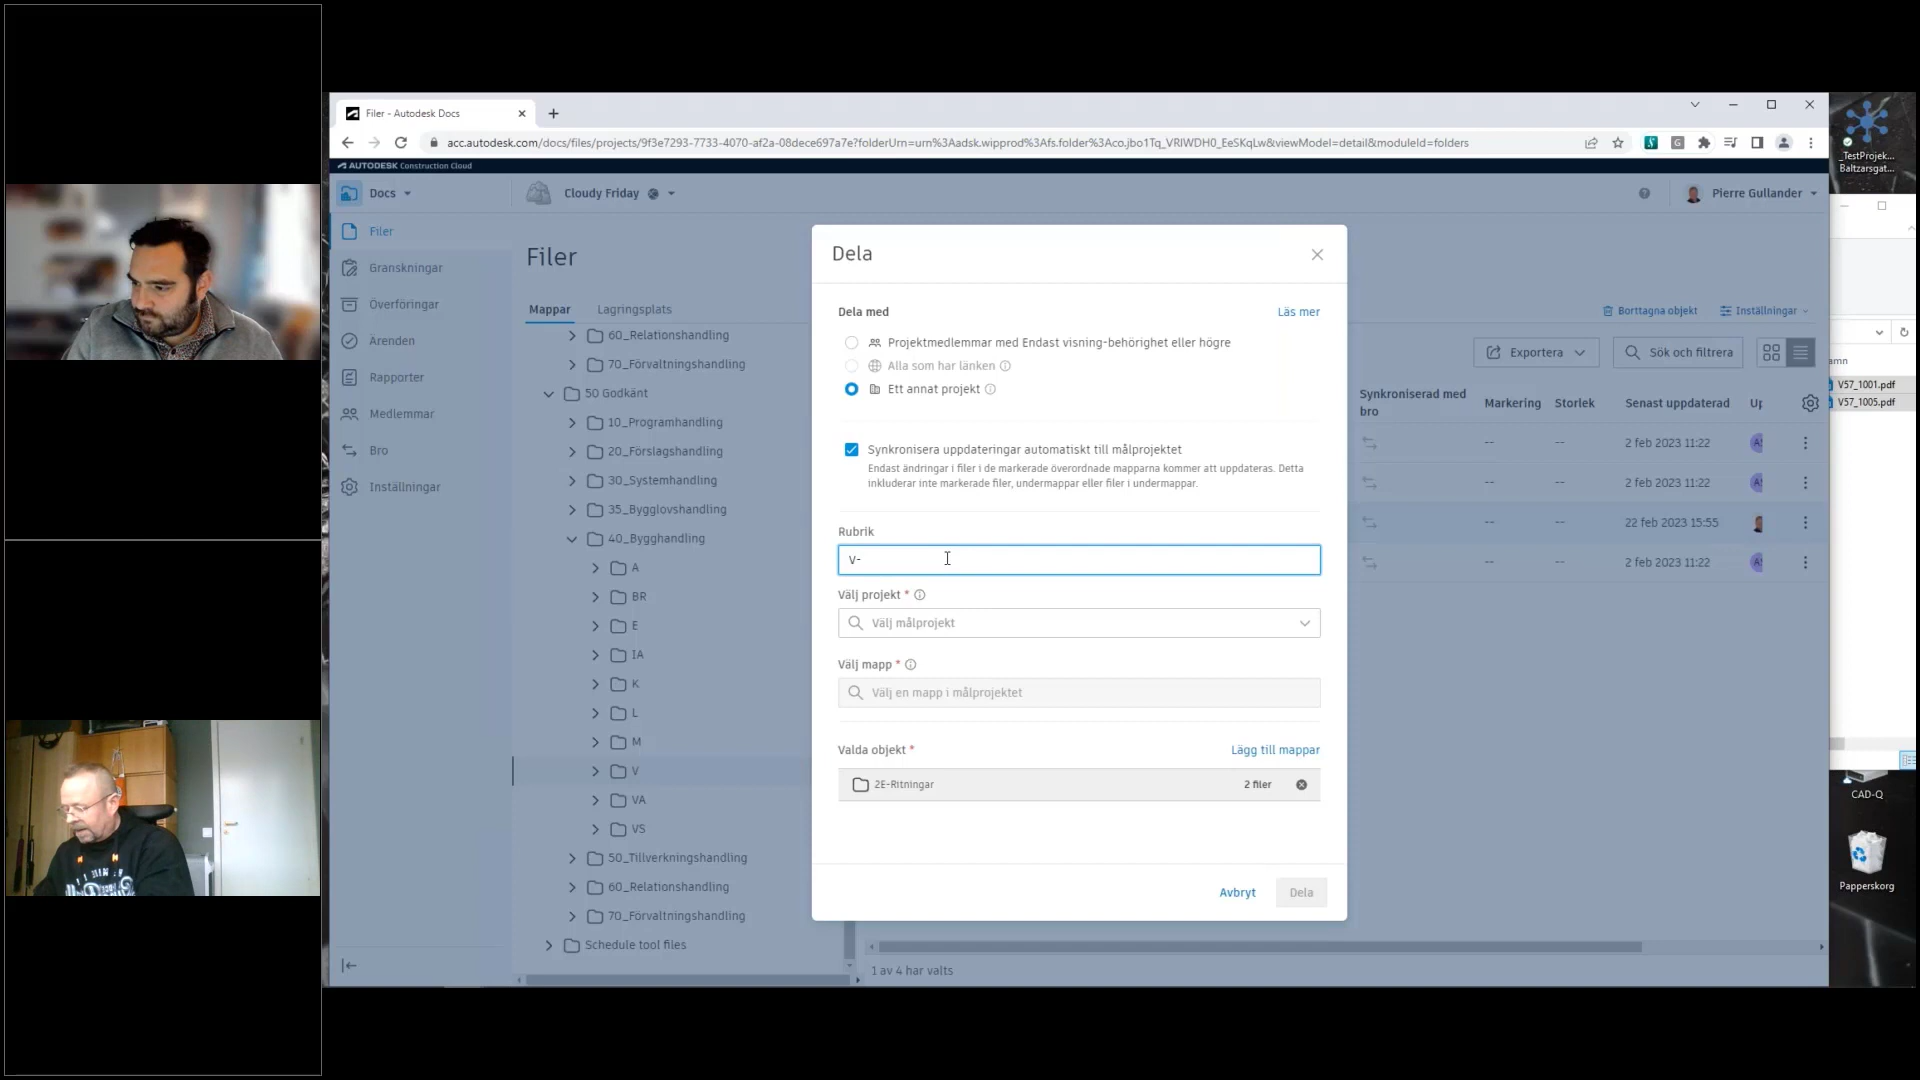 Filer - Autodesk Docs
acc.autodesk.com/docs/files/projects/9f3e7293-7733-4070-af2a-08dece697a7e?folderUrn=urn%3Aadsk.wipprod%3Afs.folder%3Aco.jbo1Tq_VRIWDH0_EeSKqLw&viewModel=detail&moduleId=folders
AUTODESK Construction Cloud
Docs
Cloudy Friday
Pierre Gullander
Filer
Granskningar
Överföringar
Ärenden
Rapporter
Medlemmar
Bro
Inställningar
Filer
Mappar
Lagringsplats
60_Relationshandling
70_Förvaltningshandling
50 Godkänt
10_Programhandling
20_Förslagshandling
30_Systemhandling
35_Bygglovshandling
40_Bygghandling
A
BR
E
IA
K
L
M
V
VA
VS
50_Tillverkningshandling
60_Relationshandling
70_Förvaltningshandling
Schedule tool files
Dela
Dela med
Läs mer
Projektmedlemmar med Endast visning-behörighet eller högre
Alla som har länken
Ett annat projekt
Synkronisera uppdateringar automatiskt till målprojektet
Endast ändringar i filer i de markerade överordnade mapparna kommer att uppdateras. Detta
inkluderar inte markerade filer, undermappar eller filer i undermappar.
Rubrik
V-
Välj projekt *
Välj målprojekt
Välj mapp *
Välj en mapp i målprojektet
Valda objekt *
Lägg till mappar
2E-Ritningar
2 filer
Avbryt
Dela
Borttagna objekt
Inställningar
Exportera
Sök och filtrera
Synkroniserad med
bro
Markering
Storlek
Senast uppdaterad
Up
-- -- 2 feb 2023 11:22
-- -- 2 feb 2023 11:22
-- -- 22 feb 2023 15:55
-- -- 2 feb 2023 11:22
1 av 4 har valts
_TestProjek...
Baltzarsgat...
amn
V57_1001.pdf
V57_1005.pdf
CAD-Q
Papperskorg